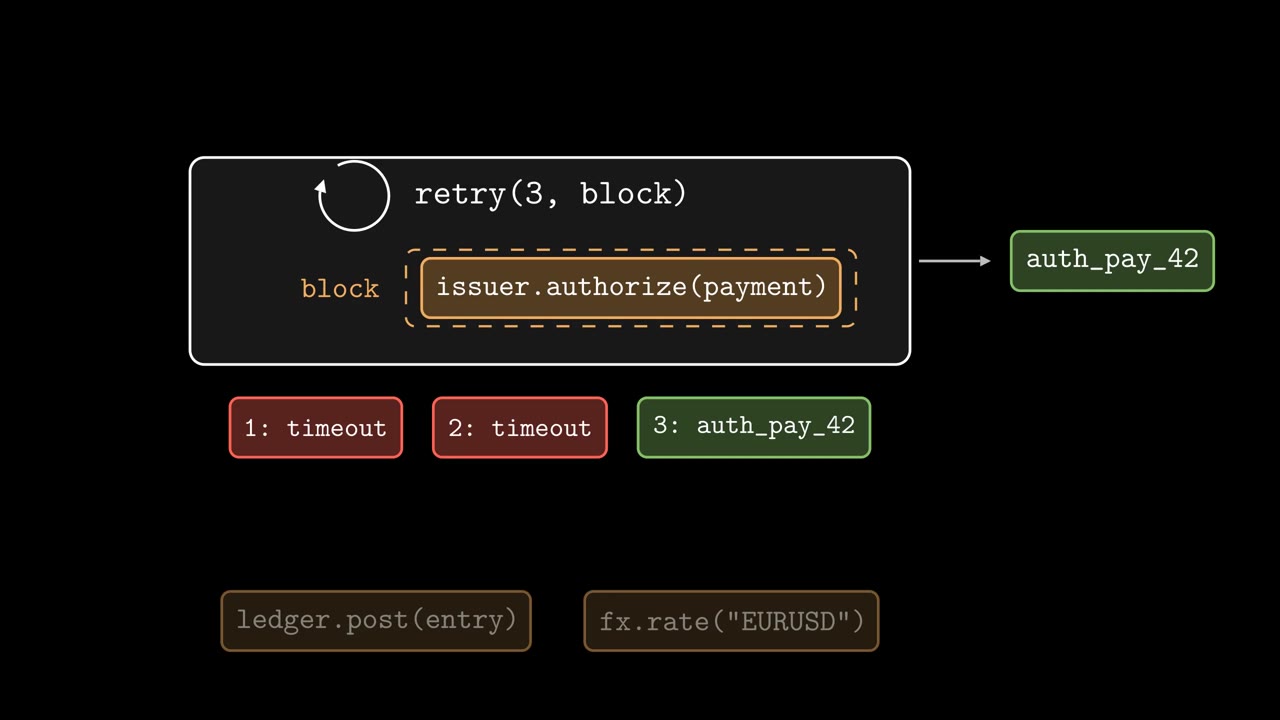 retry(3, block)
block
issuer.authorize(payment)
auth_pay_42
1: timeout
2: timeout
3: auth_pay_42
ledger.post(entry)
fx.rate("EURUSD")